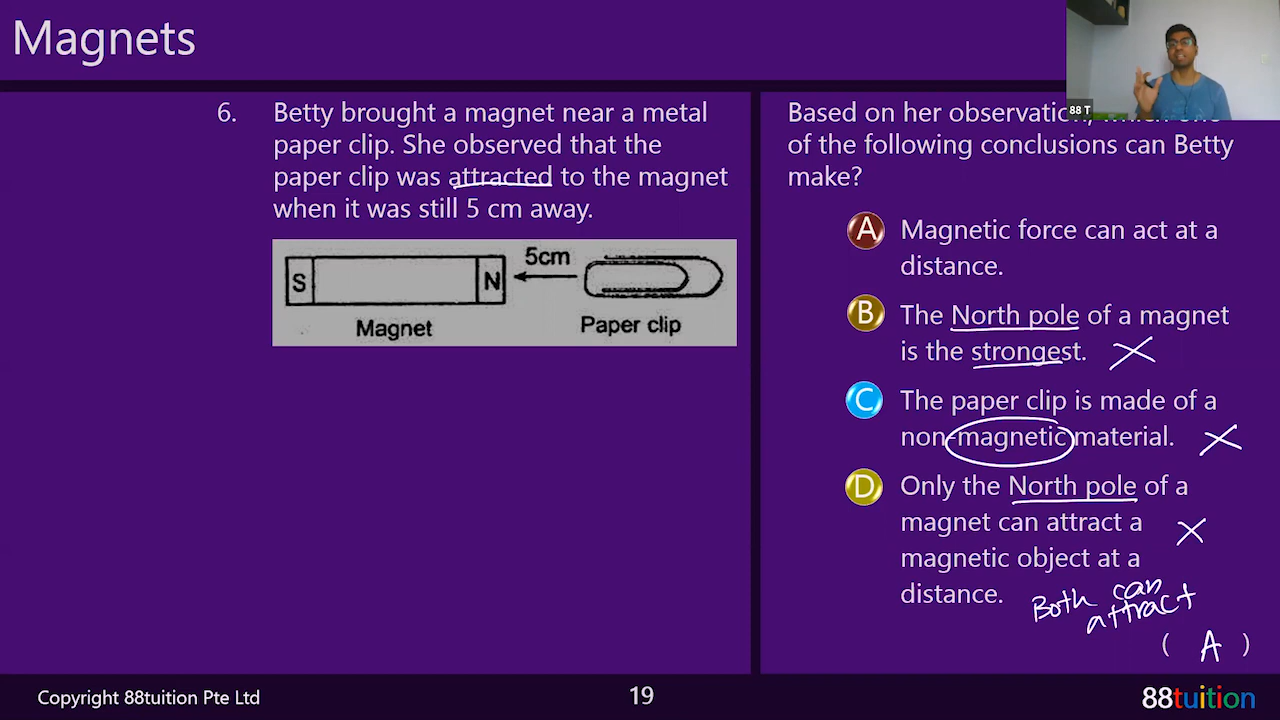 Magnets
88 T
6. Betty brought a magnet near a metal
paper clip. She observed that the
paper clip was attracted to the magnet
when it was still 5 cm away.
S
N
5cm
Magnet
Paper clip
Based on her observation, which one
of the following conclusions can Betty
make?
A Magnetic force can act at a
distance.
B The North pole of a magnet
is the strongest.
C The paper clip is made of a
non-magnetic material.
D Only the North pole of a
magnet can attract a
magnetic object at a
distance.
Both can
attract
( A )
Copyright 88tuition Pte Ltd
19
88tuition